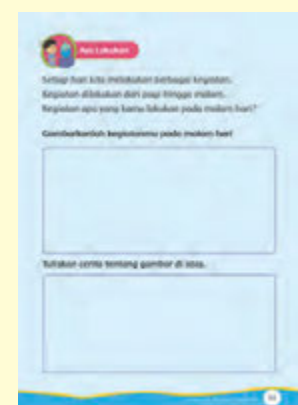 Ayo Lakukan
Setiap hari kita melakukan berbagai kegiatan.
Kegiatan dilakukan dari pagi hingga malam.
Kegiatan apa yang kamu lakukan pada malam hari?
Gambarkanlah kegiatanmu pada malam hari
Tuliskan cerita tentang gambar di atas.